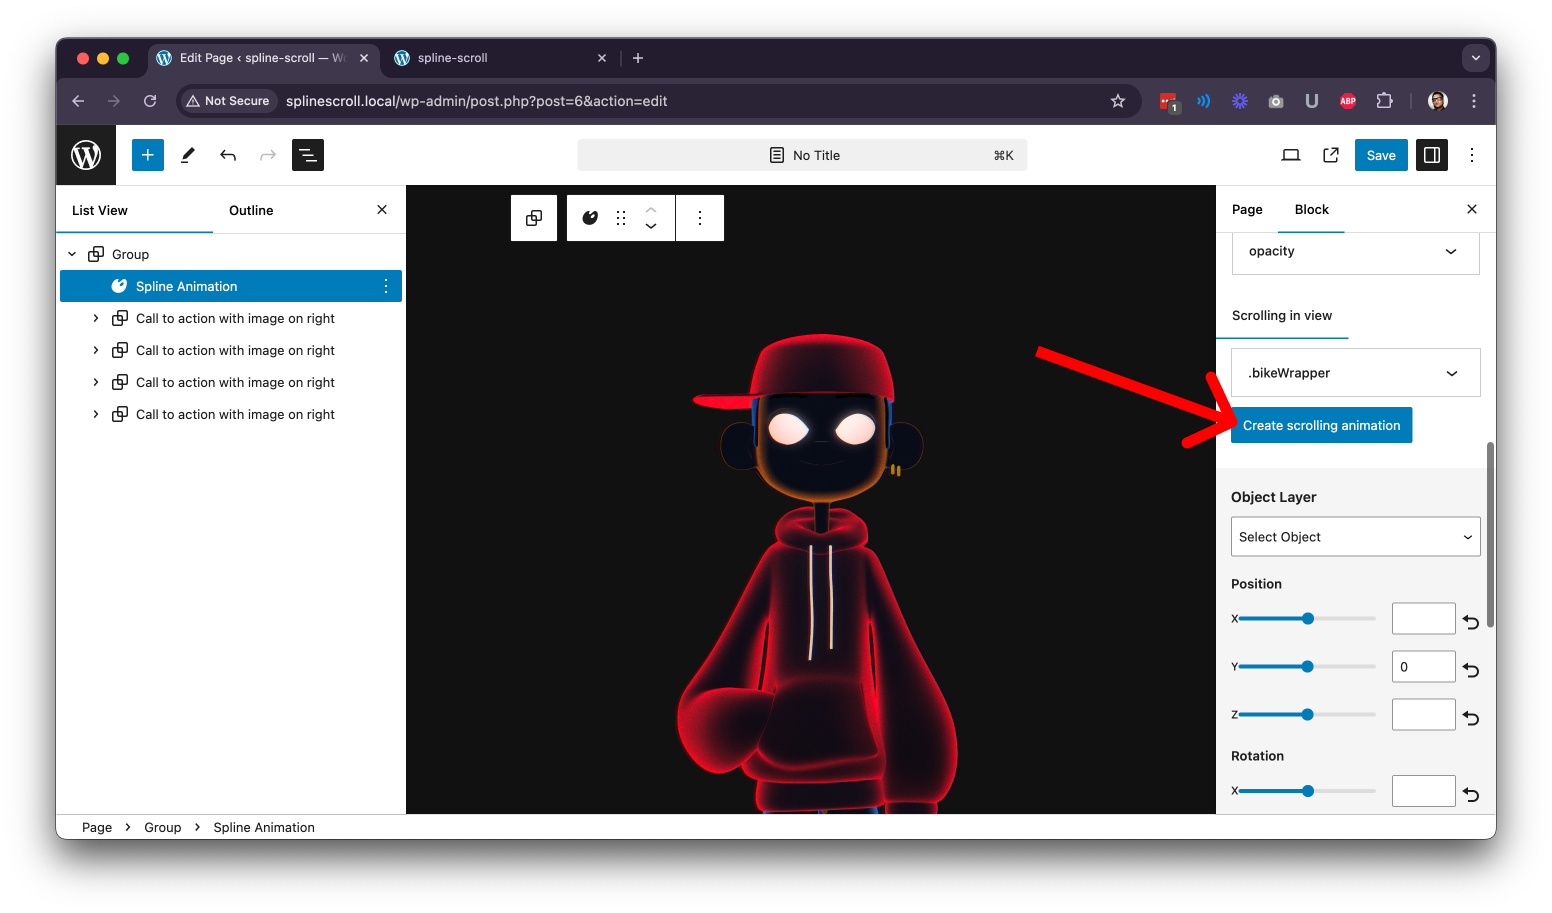 Edit Page ‹ spline-scroll — Wo
spline-scroll
Not Secure
splinescroll.local/wp-admin/post.php?post=6&action=edit
1
U
ABP
No Title
⌘K
Save
List View
Outline
Page
Block
Group
Spline Animation
Call to action with image on right
Call to action with image on right
Call to action with image on right
Call to action with image on right
opacity
Scrolling in view
.bikeWrapper
Create scrolling animation
Object Layer
Select Object
Position
X
Y
0
Z
Rotation
X
Page
Group
Spline Animation